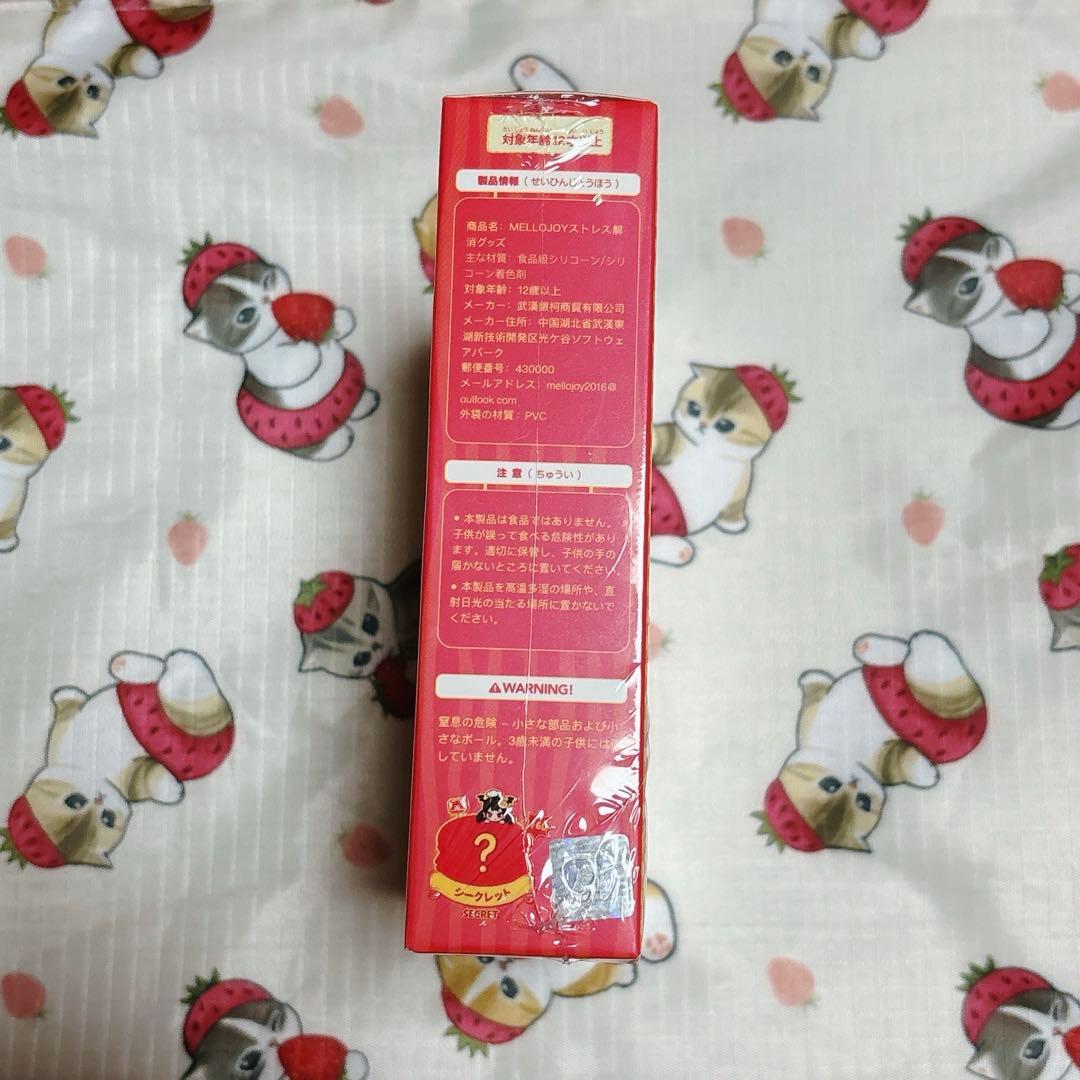 たいしょうねんれい いじょう
対象年齢12才以上
製品情報(せいひんじょうほう)
商品名: MELLOJOYストレス解
消グッズ
主な材質: 食品級シリコーン/シリ
コーン着色剤
対象年齢: 12歳以上
メーカー: 武漢銀柯商貿有限公司
メーカー住所: 中国湖北省武漢東
湖新技術開発区光ケ谷ソフトウェ
アパーク
郵便番号: 430000
メールアドレス: mellojoy2016@
outlook com
外袋の材質: PVC
注意(ちゅうい)
● 本製品は食品ではありません。
子供が誤って食べる危険性があり
ます。適切に保管し、子供の手の
届かないところに置いてください。
● 本製品を高温多湿の場所や、直
射日光の当たる場所に置かないで
ください。
⚠WARNING!
窒息の危険 – 小さな部品および小
さなボール。3歳未満の子供には
していません。
?
シークレット
SECRET